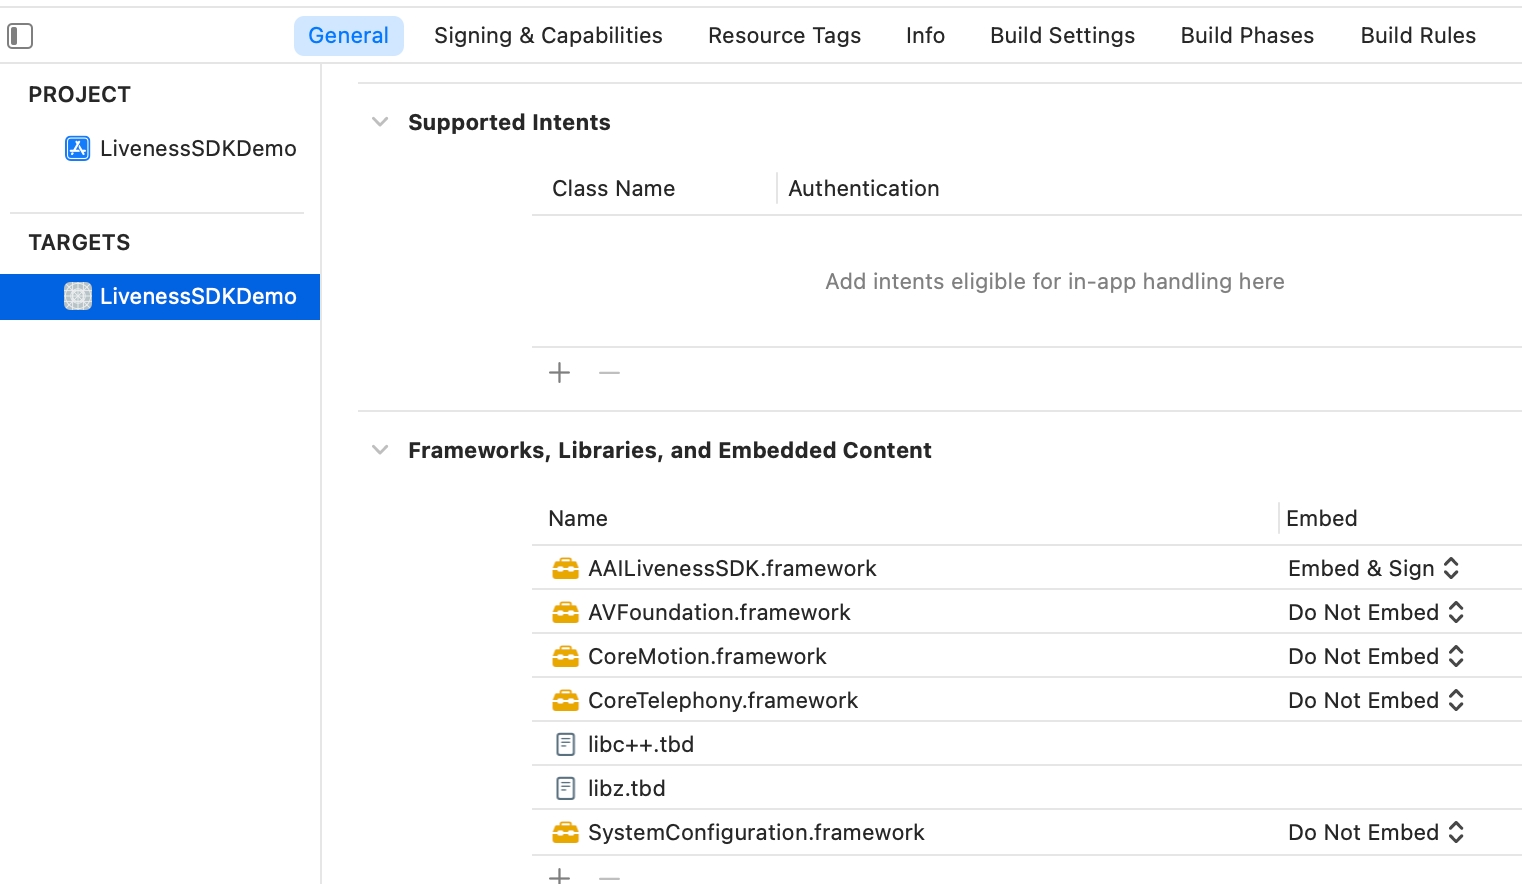 General Signing & Capabilities Resource Tags Info Build Settings Build Phases Build Rules
PROJECT
LivenessSDKDemo
TARGETS
LivenessSDKDemo
Supported Intents
Class Name Authentication
Add intents eligible for in-app handling here
Frameworks, Libraries, and Embedded Content
Name Embed
AAILivenessSDK.framework Embed & Sign
AVFoundation.framework Do Not Embed
CoreMotion.framework Do Not Embed
CoreTelephony.framework Do Not Embed
libc++.tbd
libz.tbd
SystemConfiguration.framework Do Not Embed